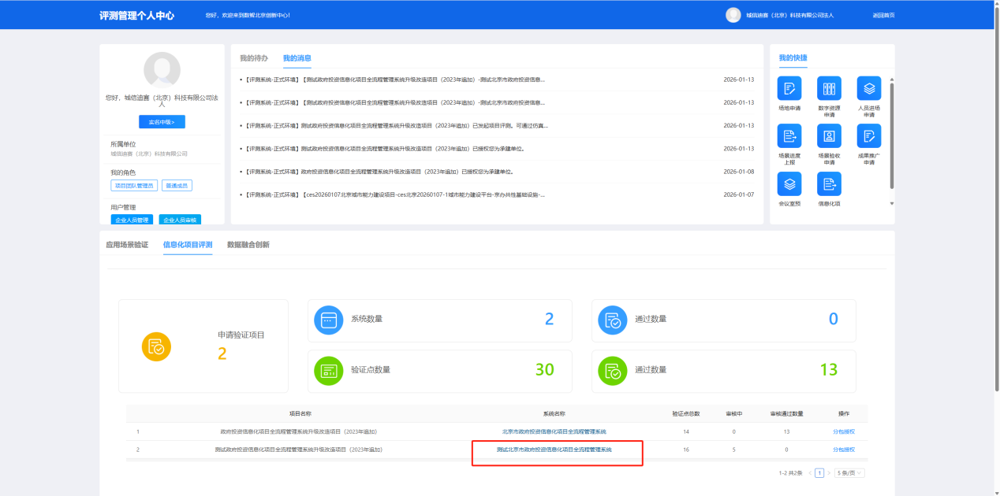 评测管理个人中心 您好，欢迎来到数智北京创新中心! 城信迪赛（北京）科技有限公司法人 返回首页
您好，城信迪赛（北京）科技有限公司法人
实名中级>
所属单位
城信迪赛（北京）科技有限公司
我的角色
项目团队管理员 普通成员
用户管理
企业人员管理 企业人员审核
我的待办 我的消息
• 【评测系统-正式环境】【测试政府投资信息化项目全流程管理系统升级改造项目（2023年追加）-测试北京市政府投资信息... 2026-01-13
• 【评测系统-正式环境】【测试政府投资信息化项目全流程管理系统升级改造项目（2023年追加）-测试北京市政府投资信息... 2026-01-13
• 【评测系统-正式环境】测试政府投资信息化项目全流程管理系统升级改造项目（2023年追加）已发起项目评测。可通过仿真... 2026-01-13
• 【评测系统-正式环境】测试政府投资信息化项目全流程管理系统升级改造项目（2023年追加）已授权您为承建单位。 2026-01-13
• 【评测系统-正式环境】政府投资信息化项目全流程管理系统升级改造项目（2023年追加）已授权您为承建单位。 2026-01-08
• 【评测系统-正式环境】【ces20260107北京城市能力建设项目-ces北京20260107-1城市能力建设平台-京办共性基础设施-... 2026-01-07
我的快捷
场地申请 数字资源申请 人员进场申请
场景进度上报 场景验收申请 成果推广申请
会议室预 信息化项
应用场景验证 信息化项目评测 数据融合创新
申请验证项目
2
系统数量 2
通过数量 0
验证点数量 30
通过数量 13
项目名称 系统名称 验证点总数 审核中 审核通过数量 操作
1 政府投资信息化项目全流程管理系统升级改造项目（2023年追加） 北京市政府投资信息化项目全流程管理系统 14 0 13 分包授权
2 测试政府投资信息化项目全流程管理系统升级改造项目（2023年追加） 测试北京市政府投资信息化项目全流程管理系统 16 5 0 分包授权
1-2 共2条 < 1 > 5 条/页